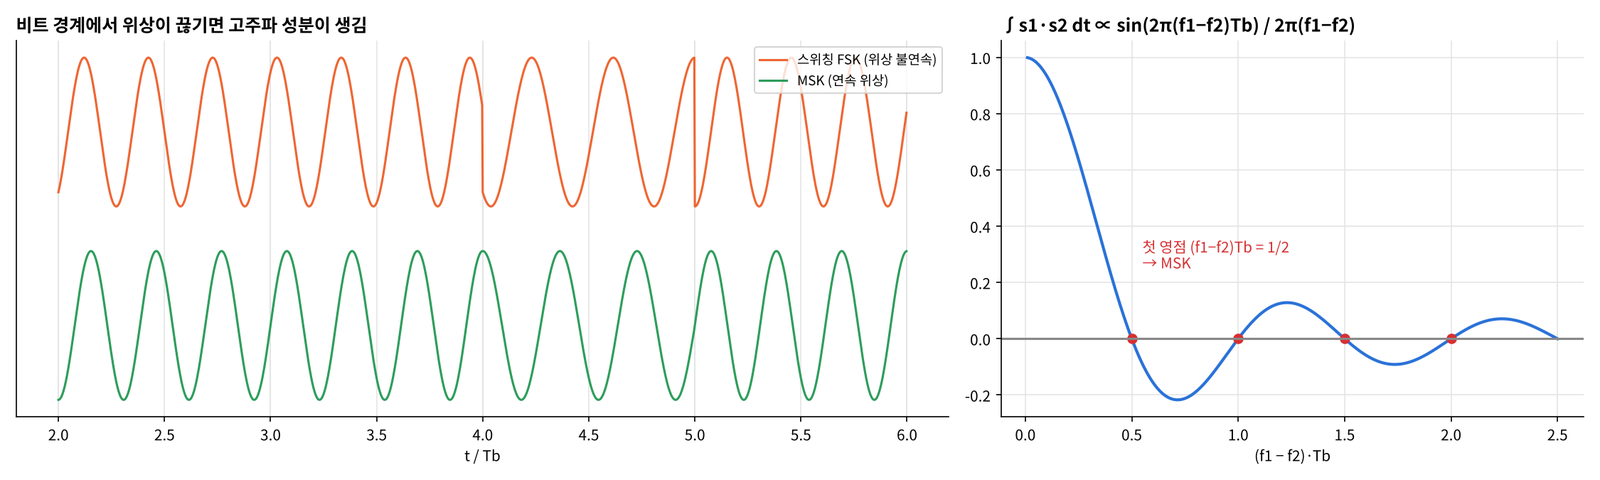 비트 경계에서 위상이 끊기면 고주파 성분이 생김
스위칭 FSK (위상 불연속)
MSK (연속 위상)
2.0 2.5 3.0 3.5 4.0 4.5 5.0 5.5 6.0
t / Tb
∫ s1·s2 dt ∝ sin(2π(f1−f2)Tb) / 2π(f1−f2)
1.0
0.8
0.6
0.4
첫 영점 (f1−f2)Tb = 1/2
→ MSK
0.2
0.0
-0.2
0.0 0.5 1.0 1.5 2.0 2.5
(f1 − f2)·Tb